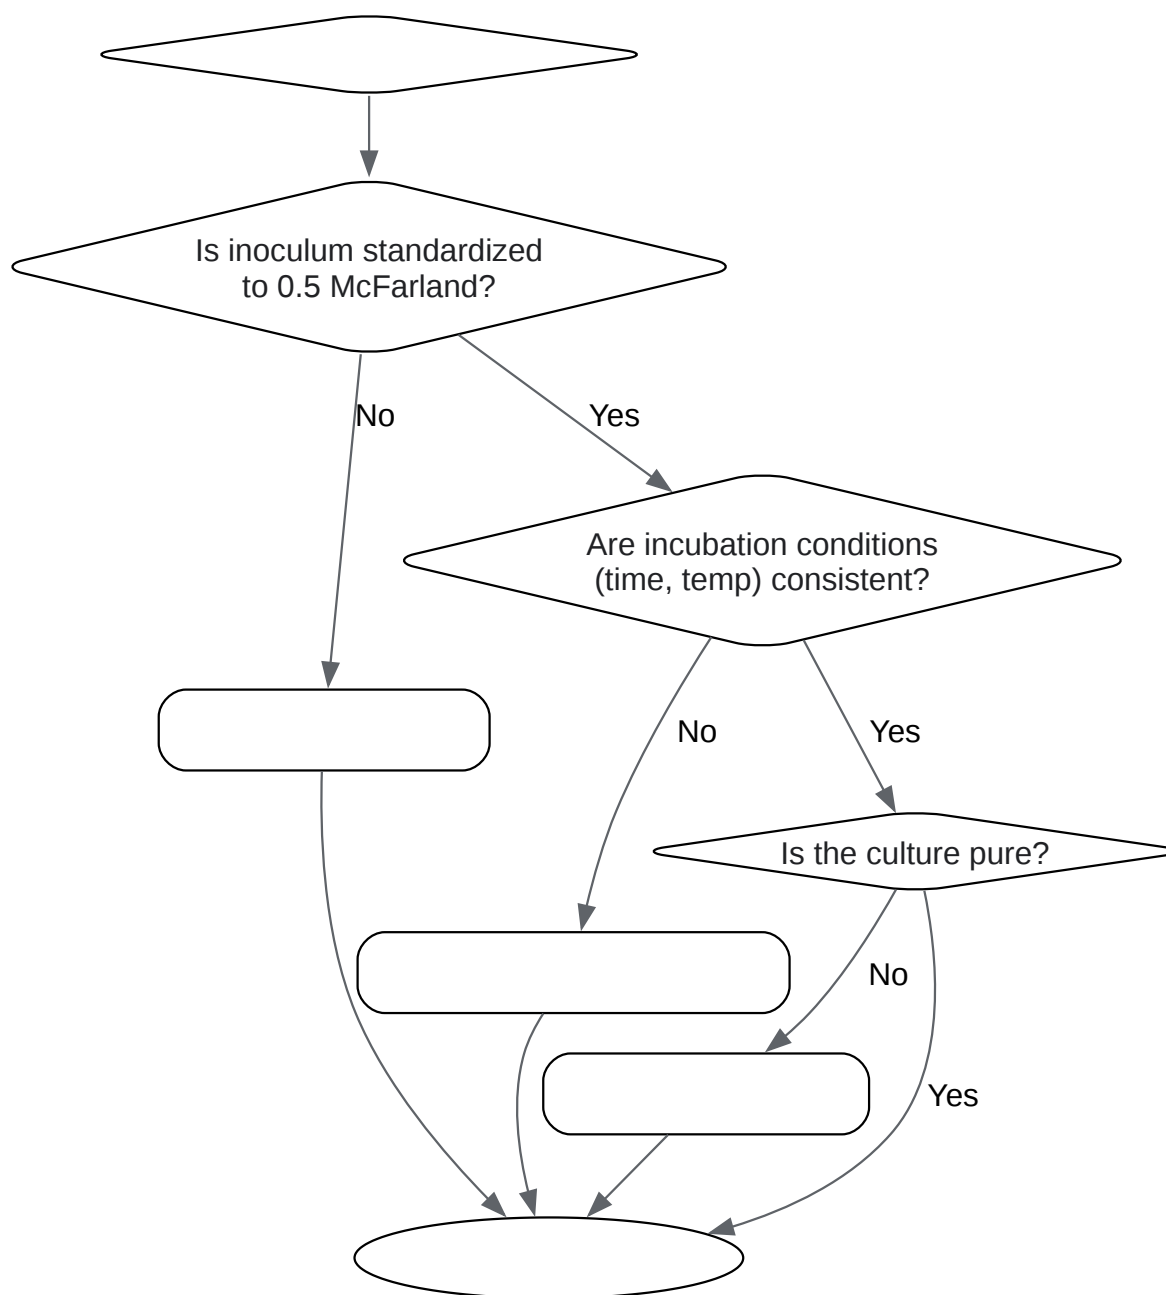 Is inoculum standardized
to 0.5 McFarland?
No
Yes
Are incubation conditions
(time, temp) consistent?
No
Yes
Is the culture pure?
No
Yes